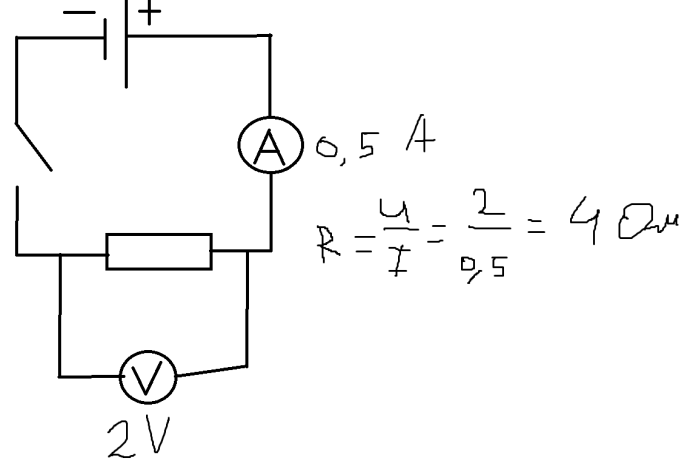 − +
A 0,5 A
R = U/I = 2/0,5 = 4 Ом
V
2V